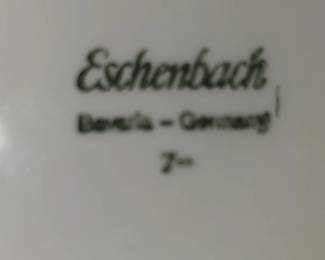 Eschenbach
Bavaria - Germany